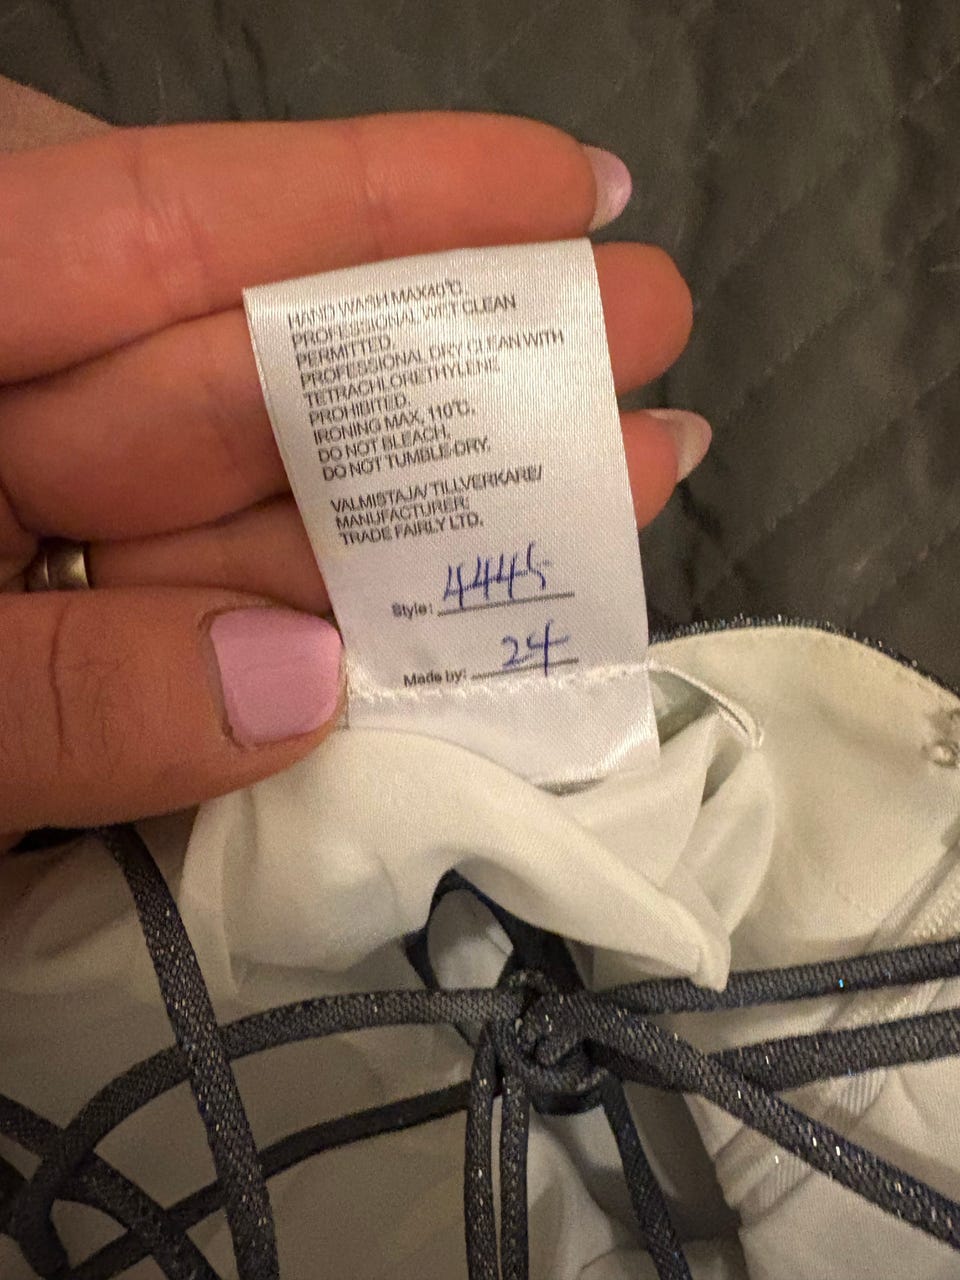 HAND WASH MAX40°C.
PROFESSIONAL WET CLEAN
PERMITTED.
PROFESSIONAL DRY CLEAN WITH
TETRACHLORETHYLENE
PROHIBITED.
IRONING MAX, 110°C.
DO NOT BLEACH.
DO NOT TUMBLE-DRY.
VALMISTAJA/TILLVERKARE/
MANUFACTURER:
TRADE FAIRLY LTD.
Style: 4445
Made by: 24